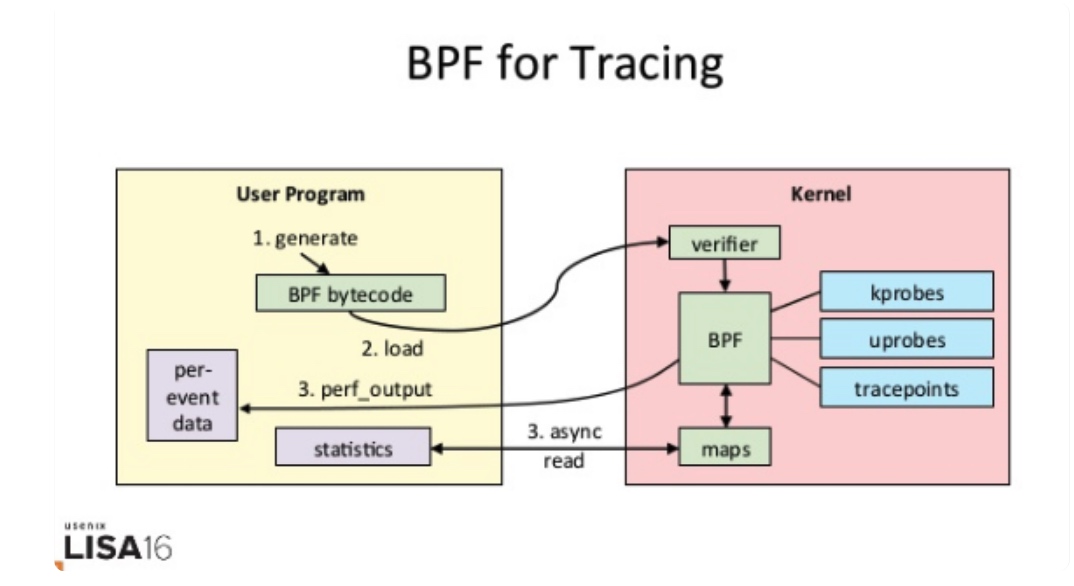 BPF for Tracing
User Program
1. generate
BPF bytecode
2. load
per-
event
data
3. perf_output
statistics
3. async
read
Kernel
verifier
BPF
kprobes
uprobes
tracepoints
maps
usenix
LISA16